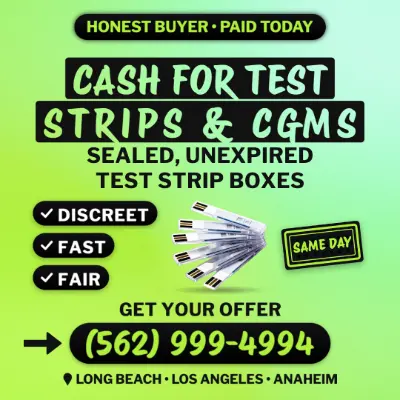 HONEST BUYER • PAID TODAY
CASH FOR TEST
STRIPS & CGMS
SEALED, UNEXPIRED
TEST STRIP BOXES
DISCREET
FAST
FAIR
SAME DAY
GET YOUR OFFER
(562) 999-4994
LONG BEACH • LOS ANGELES • ANAHEIM